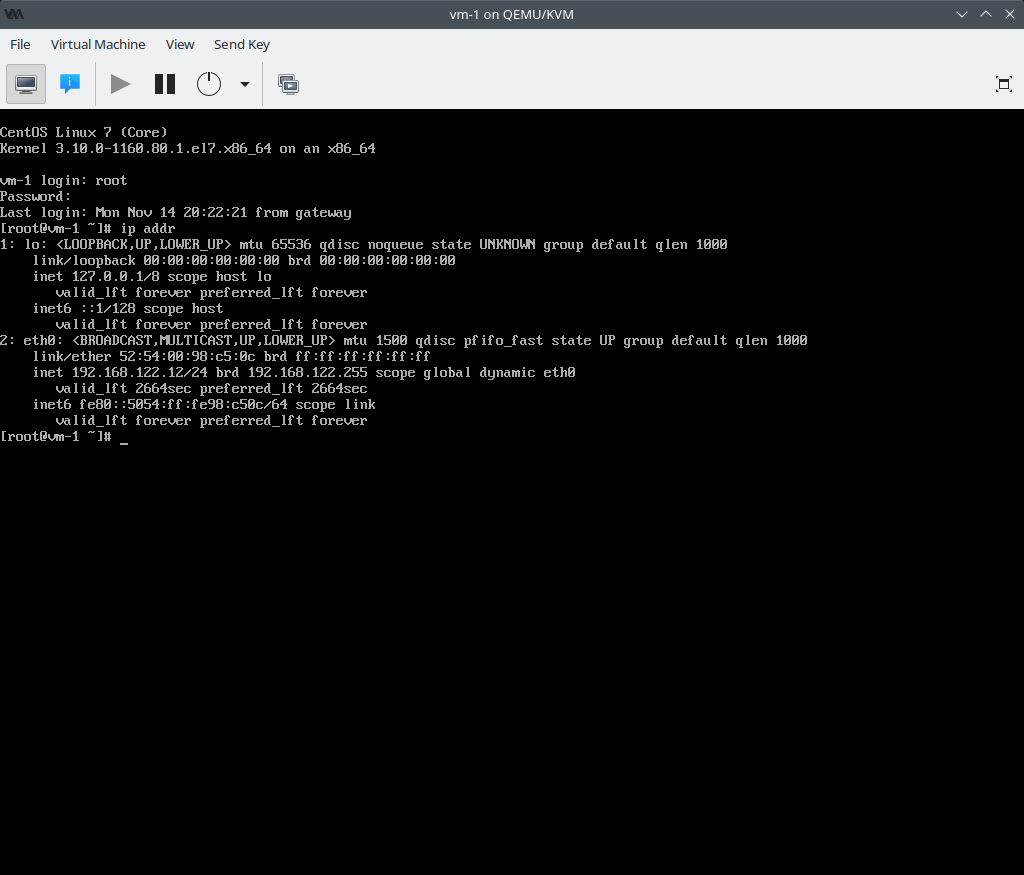 vm-1 on QEMU/KVM
File Virtual Machine View Send Key
CentOS Linux 7 (Core)
Kernel 3.10.0-1160.80.1.el7.x86_64 on an x86_64
vm-1 login: root
Password:
Last login: Mon Nov 14 20:22:21 from gateway
[root@vm-1 ~]# ip addr
1: lo: <LOOPBACK,UP,LOWER_UP> mtu 65536 qdisc noqueue state UNKNOWN group default qlen 1000
    link/loopback 00:00:00:00:00:00 brd 00:00:00:00:00:00
    inet 127.0.0.1/8 scope host lo
       valid_lft forever preferred_lft forever
    inet6 ::1/128 scope host
       valid_lft forever preferred_lft forever
2: eth0: <BROADCAST,MULTICAST,UP,LOWER_UP> mtu 1500 qdisc pfifo_fast state UP group default qlen 1000
    link/ether 52:54:00:98:c5:0c brd ff:ff:ff:ff:ff:ff
    inet 192.168.122.12/24 brd 192.168.122.255 scope global dynamic eth0
       valid_lft 2664sec preferred_lft 2664sec
    inet6 fe80::5054:ff:fe98:c50c/64 scope link
       valid_lft forever preferred_lft forever
[root@vm-1 ~]# _